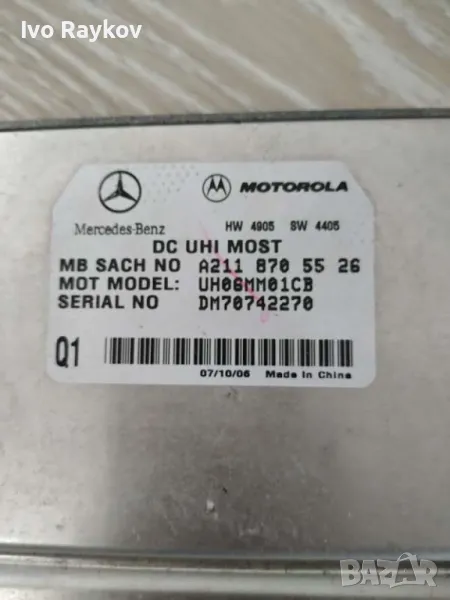 Ivo Raykov
Mercedes-Benz
MOTOROLA
HW 4905 SW 4405
DC UHI MOST
MB SACH NO A211 870 55 26
MOT MODEL: UH06MM01CB
SERIAL NO DM70742270
Q1
07/10/06 Made In China
bazar